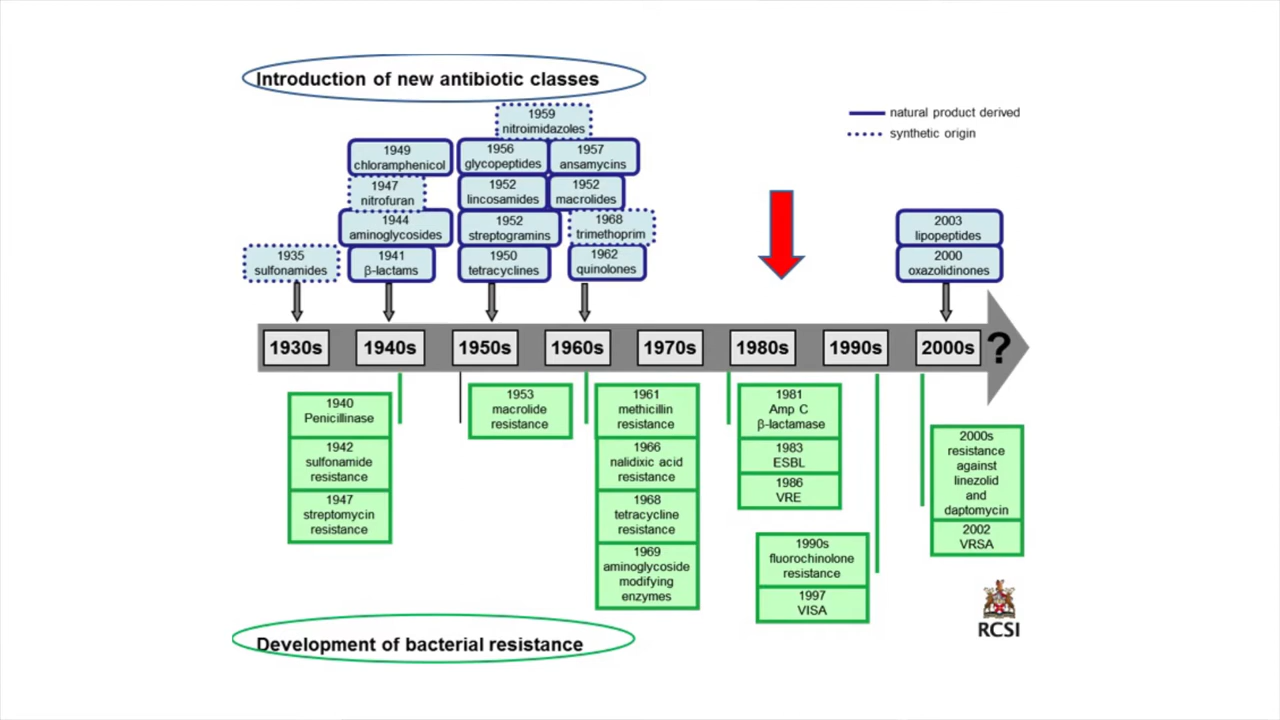 Introduction of new antibiotic classes
natural product derived
synthetic origin
1959
nitroimidazoles
1949
chloramphenicol
1956
glycopeptides
1957
ansamycins
1947
nitrofuran
1952
lincosamides
1952
macrolides
1944
aminoglycosides
1952
streptogramins
1968
trimethoprim
2003
lipopeptides
1935
sulfonamides
1941
β-lactams
1950
tetracyclines
1962
quinolones
2000
oxazolidinones
1930s
1940s
1950s
1960s
1970s
1980s
1990s
2000s
?
1940
Penicillinase
1942
sulfonamide
resistance
1947
streptomycin
resistance
1953
macrolide
resistance
1961
methicillin
resistance
1966
nalidixic acid
resistance
1968
tetracycline
resistance
1969
aminoglycoside
modifying
enzymes
1981
Amp C
β-lactamase
1983
ESBL
1986
VRE
1990s
fluorochinolone
resistance
1997
VISA
2000s
resistance
against
linezolid
and
daptomycin
2002
VRSA
RCSI
Development of bacterial resistance